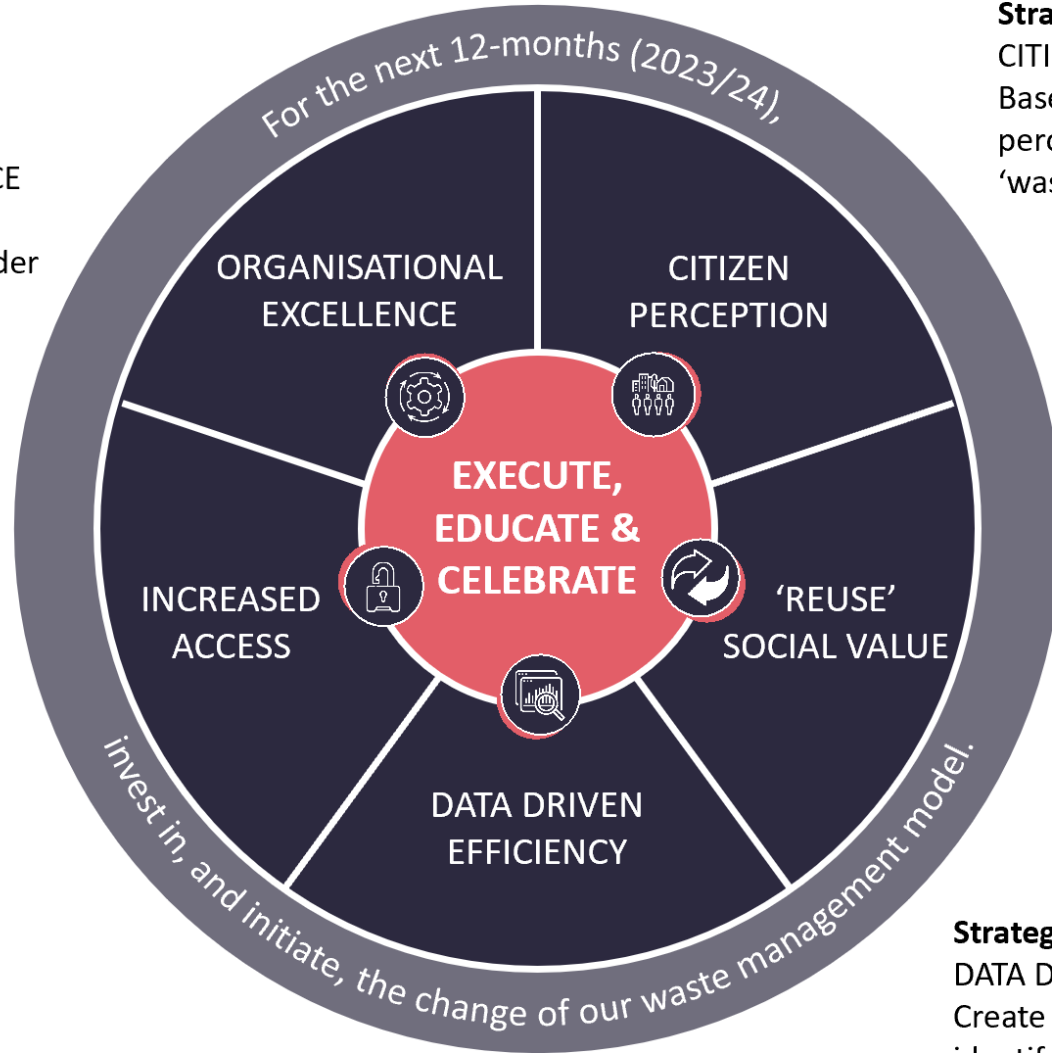 For the next 12-months (2023/24),
invest in, and initiate, the change of our waste management model.
ORGANISATIONAL
EXCELLENCE
CITIZEN
PERCEPTION
INCREASED
ACCESS
‘REUSE’
SOCIAL VALUE
DATA DRIVEN
EFFICIENCY
EXECUTE,
EDUCATE &
CELEBRATE
CE
der
Stra
CITI
Base
perc
‘was
Strateg
DATA D
Create